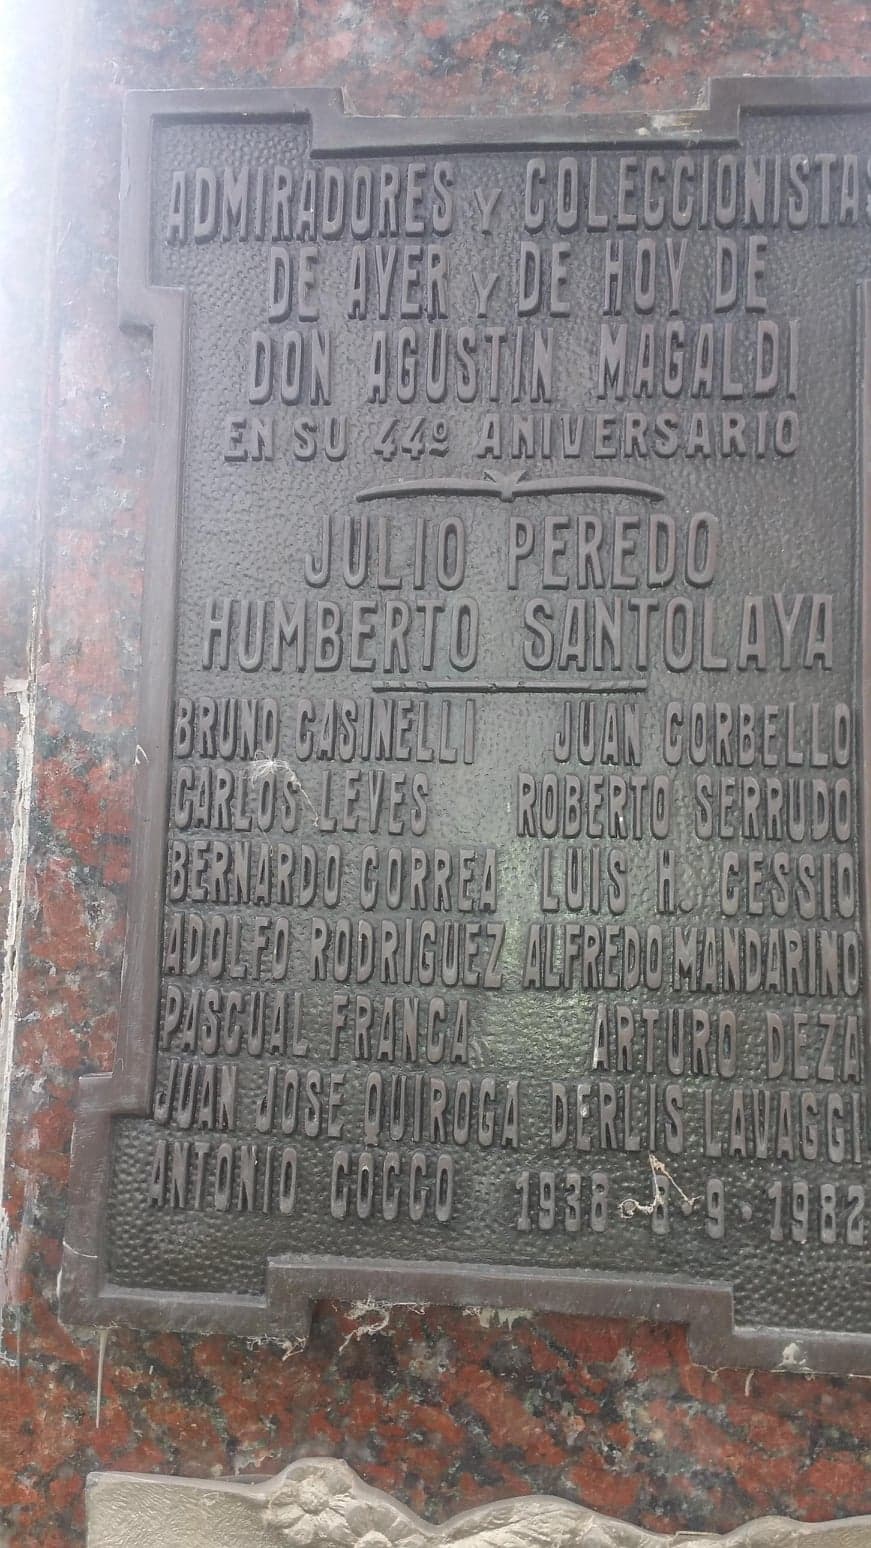 ADMIRADORES Y COLECCIONISTAS
DE AYER Y DE HOY DE
DON AGUSTIN MAGALDI
EN SU 44º ANIVERSARIO
JULIO PEREDO
HUMBERTO SANTOLAYA
BRUNO CASINELLI JUAN CORBELLO
CARLOS LEVES ROBERTO SERRUDO
BERNARDO CORREA LUIS H. CESSIO
ADOLFO RODRIGUEZ ALFREDO MANDARINO
PASCUAL FRANCA ARTURO DEZA
JUAN JOSE QUIROGA DERLIS LAVAGGI
ANTONIO COCCO 1938 - 8 - 9 - 1982